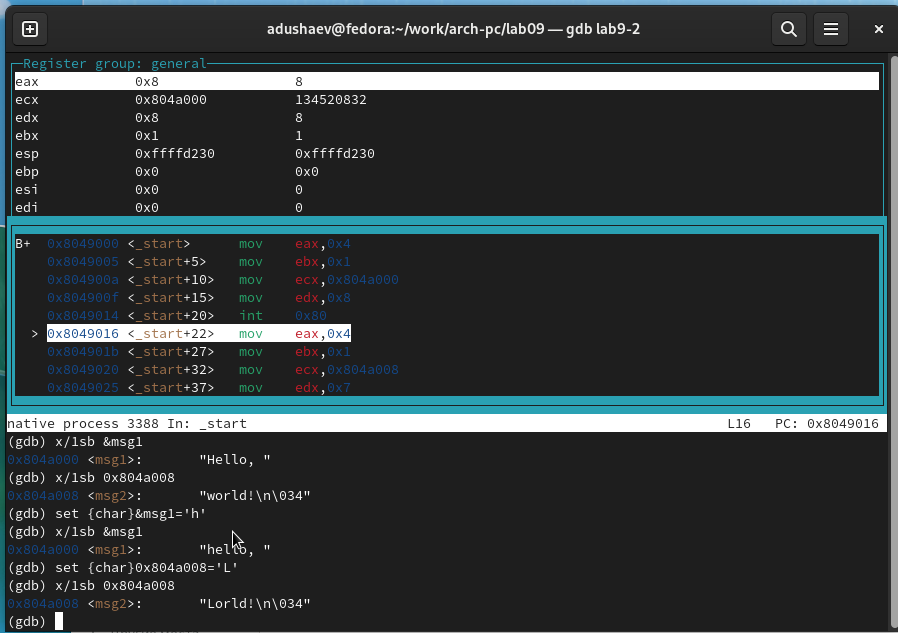 adushaev@fedora:~/work/arch-pc/lab09 — gdb lab9-2
Register group: general
eax 0x8 8
ecx 0x804a000 134520832
edx 0x8 8
ebx 0x1 1
esp 0xffffd230 0xffffd230
ebp 0x0 0x0
esi 0x0 0
edi 0x0 0
B+ 0x8049000 <_start> mov eax,0x4
0x8049005 <_start+5> mov ebx,0x1
0x804900a <_start+10> mov ecx,0x804a000
0x804900f <_start+15> mov edx,0x8
0x8049014 <_start+20> int 0x80
> 0x8049016 <_start+22> mov eax,0x4
0x804901b <_start+27> mov ebx,0x1
0x8049020 <_start+32> mov ecx,0x804a008
0x8049025 <_start+37> mov edx,0x7
native process 3388 In: _start L16 PC: 0x8049016
(gdb) x/1sb &msg1
0x804a000 <msg1>: "Hello, "
(gdb) x/1sb 0x804a008
0x804a008 <msg2>: "world!\n\034"
(gdb) set {char}&msg1='h'
(gdb) x/1sb &msg1
0x804a000 <msg1>: "hello, "
(gdb) set {char}0x804a008='L'
(gdb) x/1sb 0x804a008
0x804a008 <msg2>: "Lorld!\n\034"
(gdb)